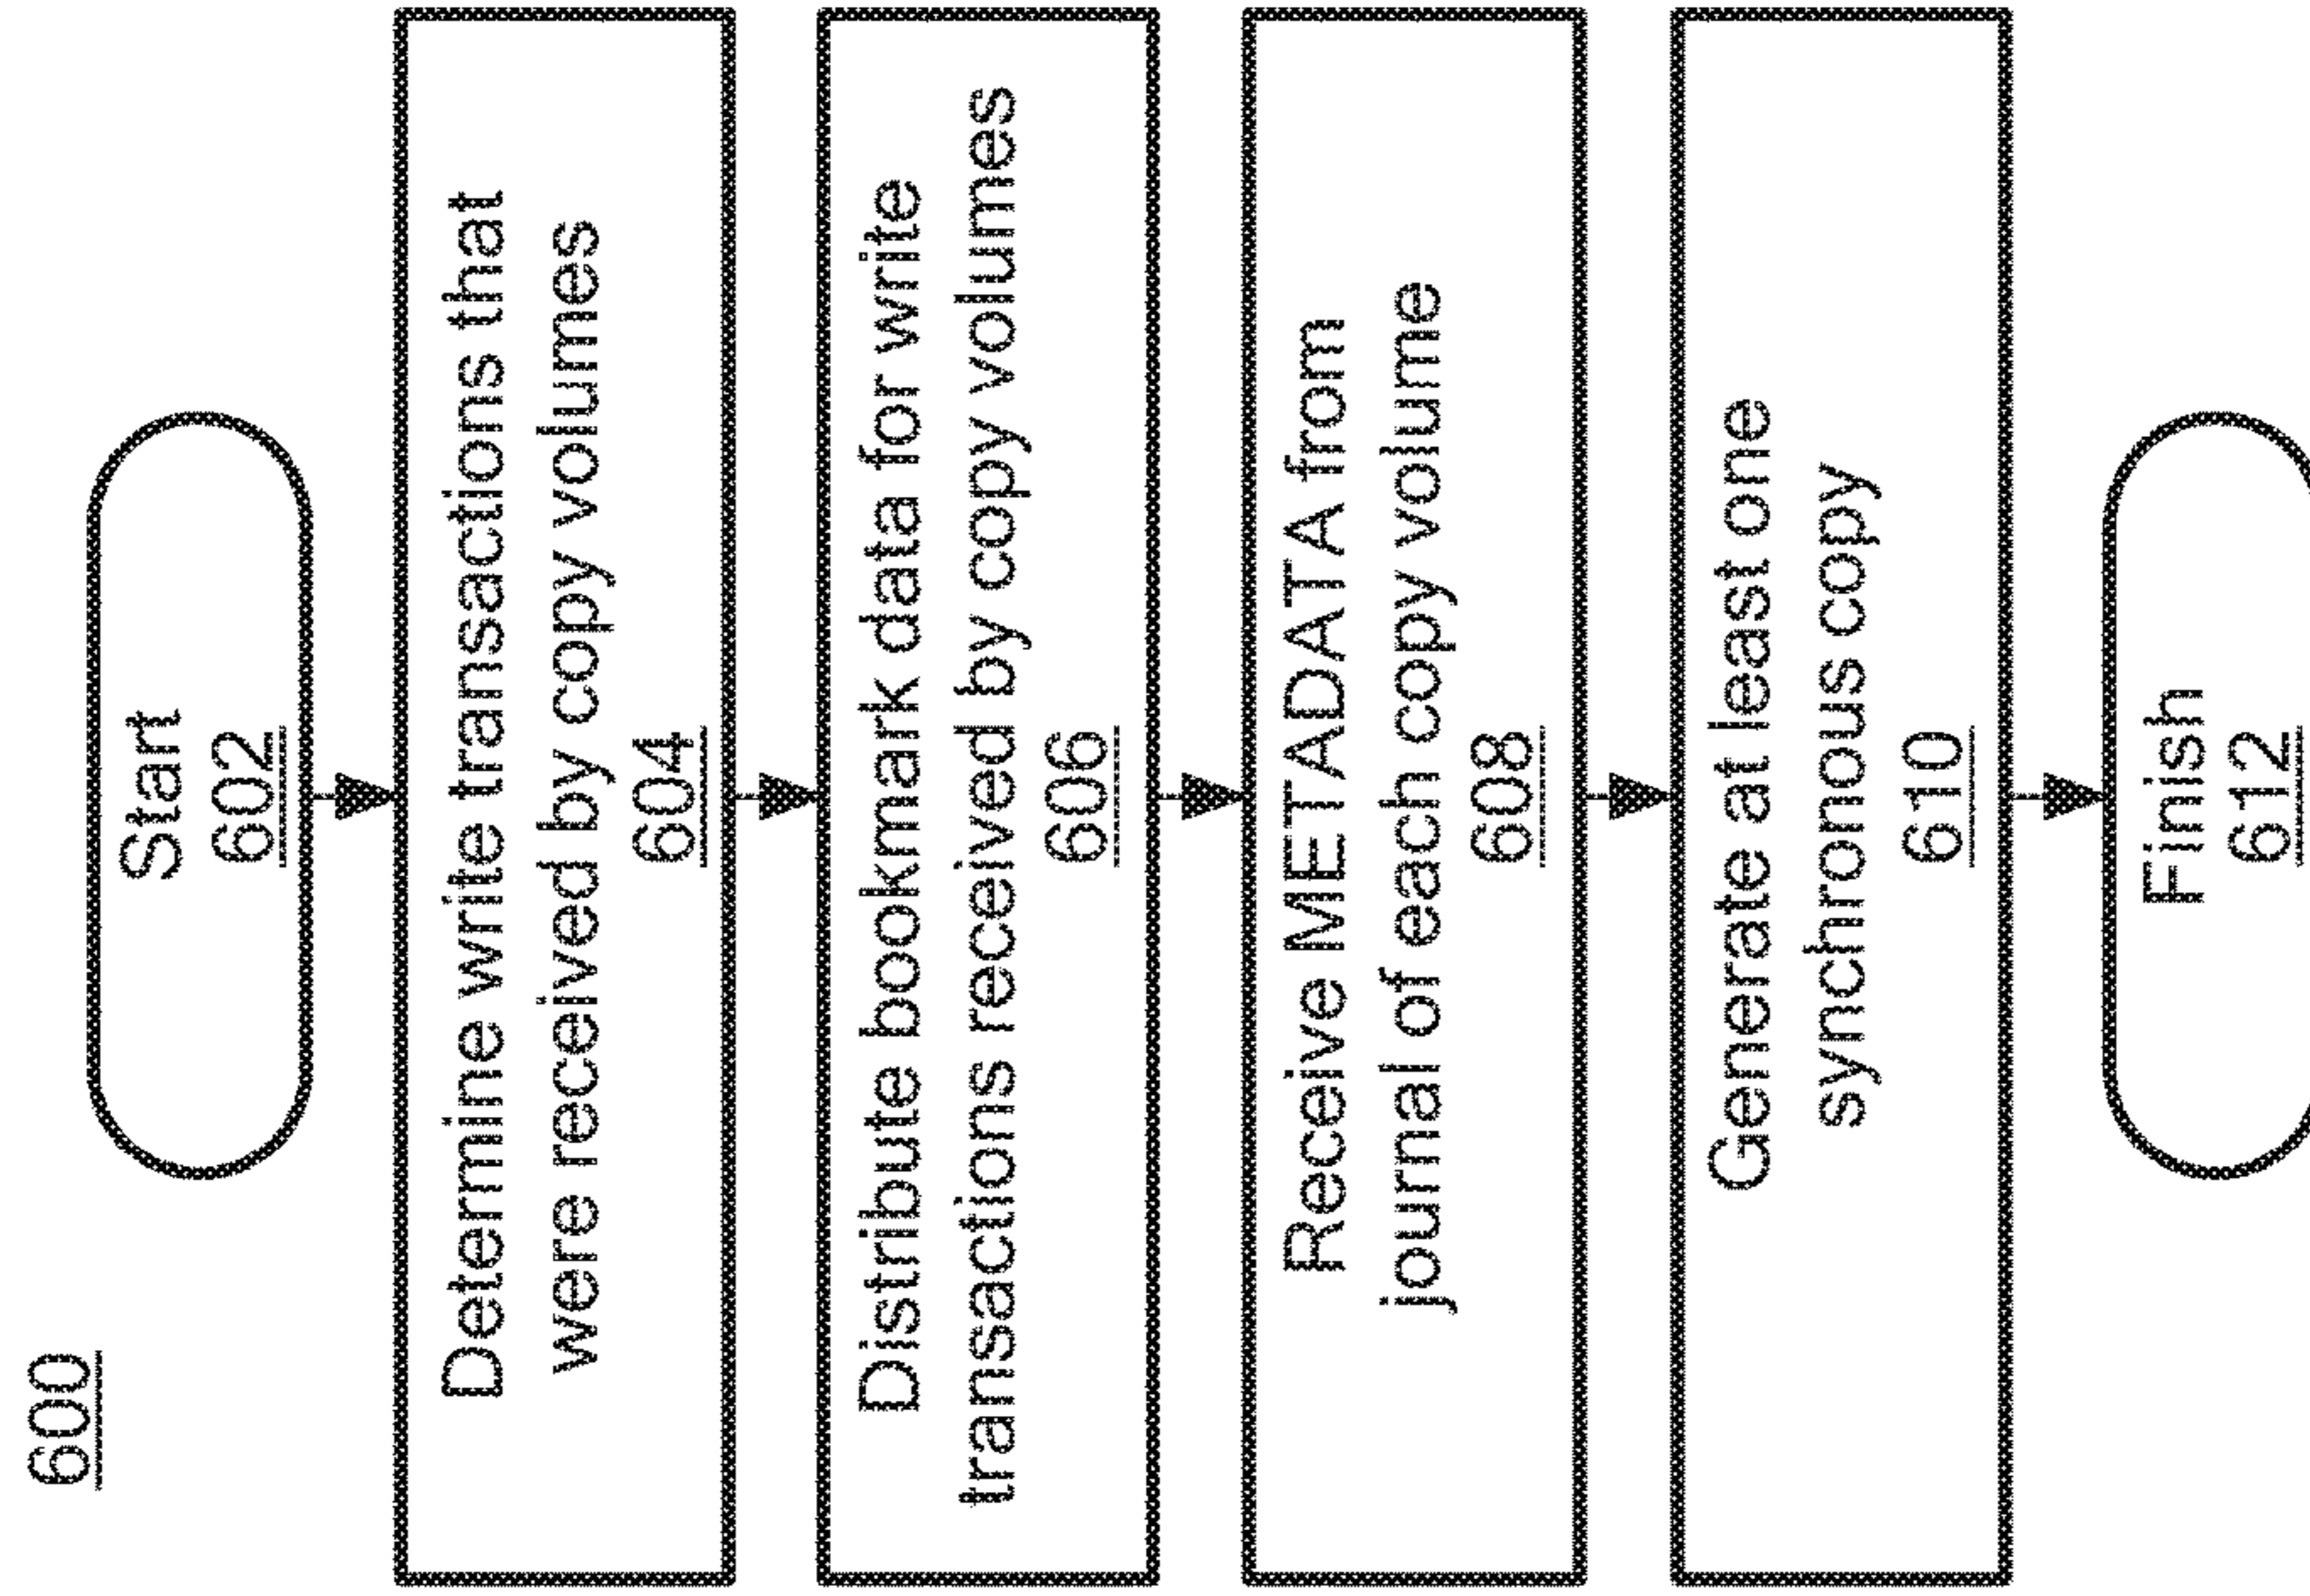 600
Start
602
Determine write transactions that
were received by copy volumes
604
Distribute bookmark data for write
transactions received by copy volumes
606
Receive METADATA from
journal of each copy volume
608
Generate at least one
synchronous copy
610
Finish
612